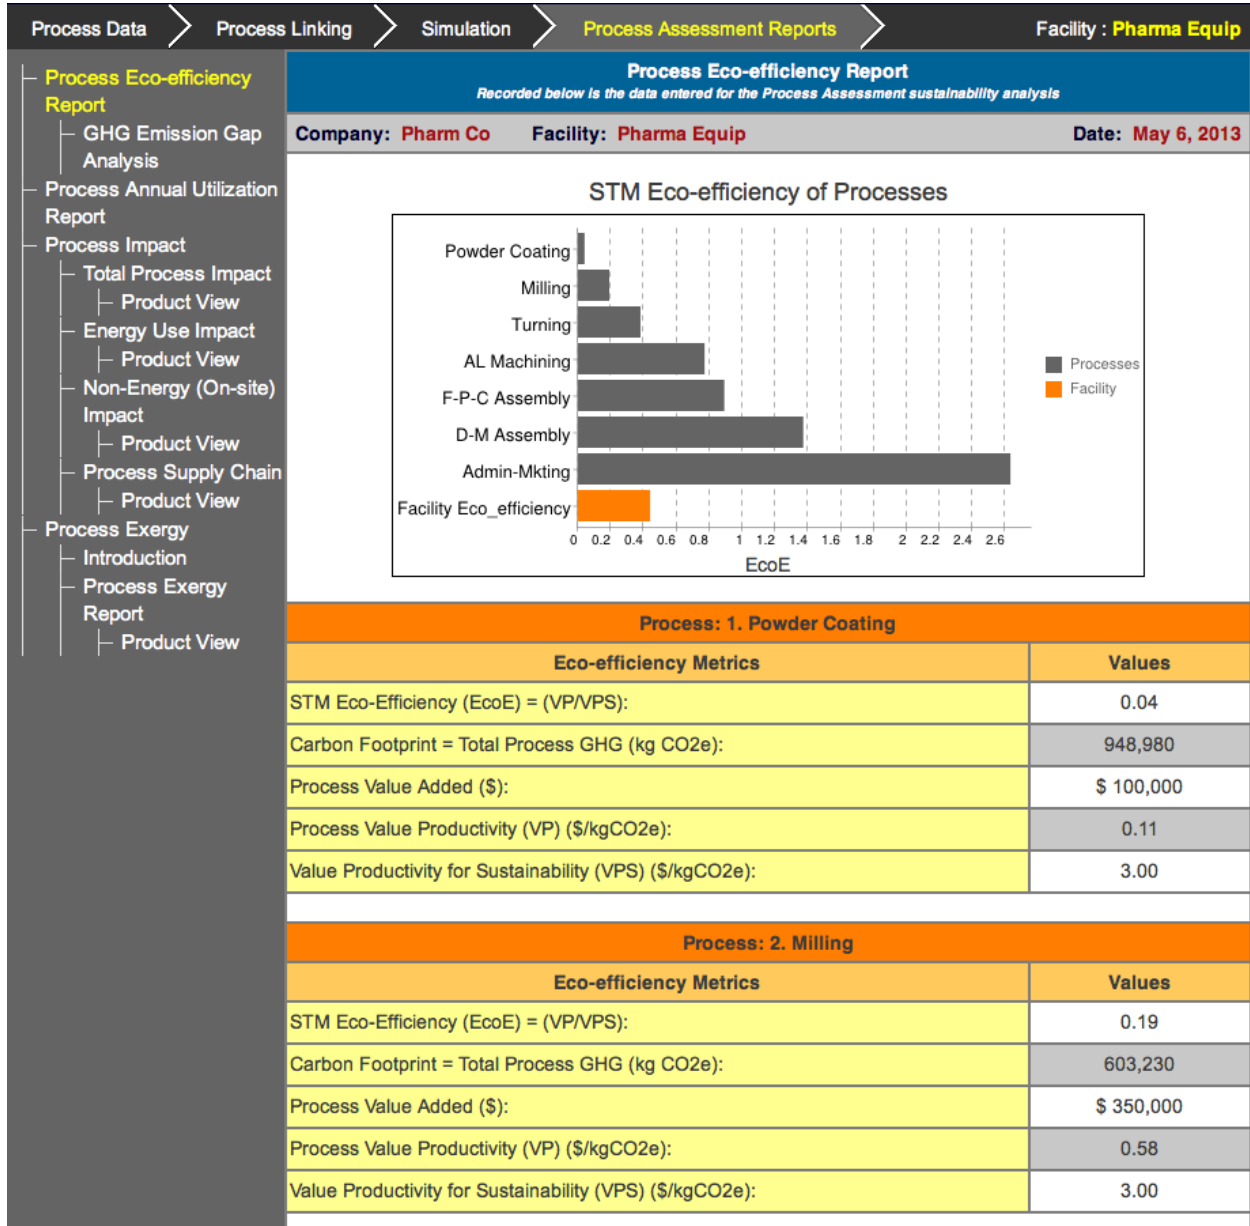 Process Data
Process Linking
Simulation
Process Assessment Reports
Facility : Pharma Equip
Process Eco-efficiency
Report
GHG Emission Gap
Analysis
Process Annual Utilization
Report
Process Impact
Total Process Impact
Product View
Energy Use Impact
Product View
Non-Energy (On-site)
Impact
Product View
Process Supply Chain
Product View
Process Exergy
Introduction
Process Exergy
Report
Product View
Process Eco-efficiency Report
Recorded below is the data entered for the Process Assessment sustainability analysis
Company: Pharm Co Facility: Pharma Equip Date: May 6, 2013
STM Eco-efficiency of Processes
Powder Coating
Milling
Turning
AL Machining
F-P-C Assembly
D-M Assembly
Admin-Mkting
Facility Eco_efficiency
0 0.2 0.4 0.6 0.8 1 1.2 1.4 1.6 1.8 2 2.2 2.4 2.6
EcoE
Processes
Facility
Process: 1. Powder Coating
Eco-efficiency Metrics Values
STM Eco-Efficiency (EcoE) = (VP/VPS): 0.04
Carbon Footprint = Total Process GHG (kg CO2e): 948,980
Process Value Added ($): $ 100,000
Process Value Productivity (VP) ($/kgCO2e): 0.11
Value Productivity for Sustainability (VPS) ($/kgCO2e): 3.00
Process: 2. Milling
Eco-efficiency Metrics Values
STM Eco-Efficiency (EcoE) = (VP/VPS): 0.19
Carbon Footprint = Total Process GHG (kg CO2e): 603,230
Process Value Added ($): $ 350,000
Process Value Productivity (VP) ($/kgCO2e): 0.58
Value Productivity for Sustainability (VPS) ($/kgCO2e): 3.00